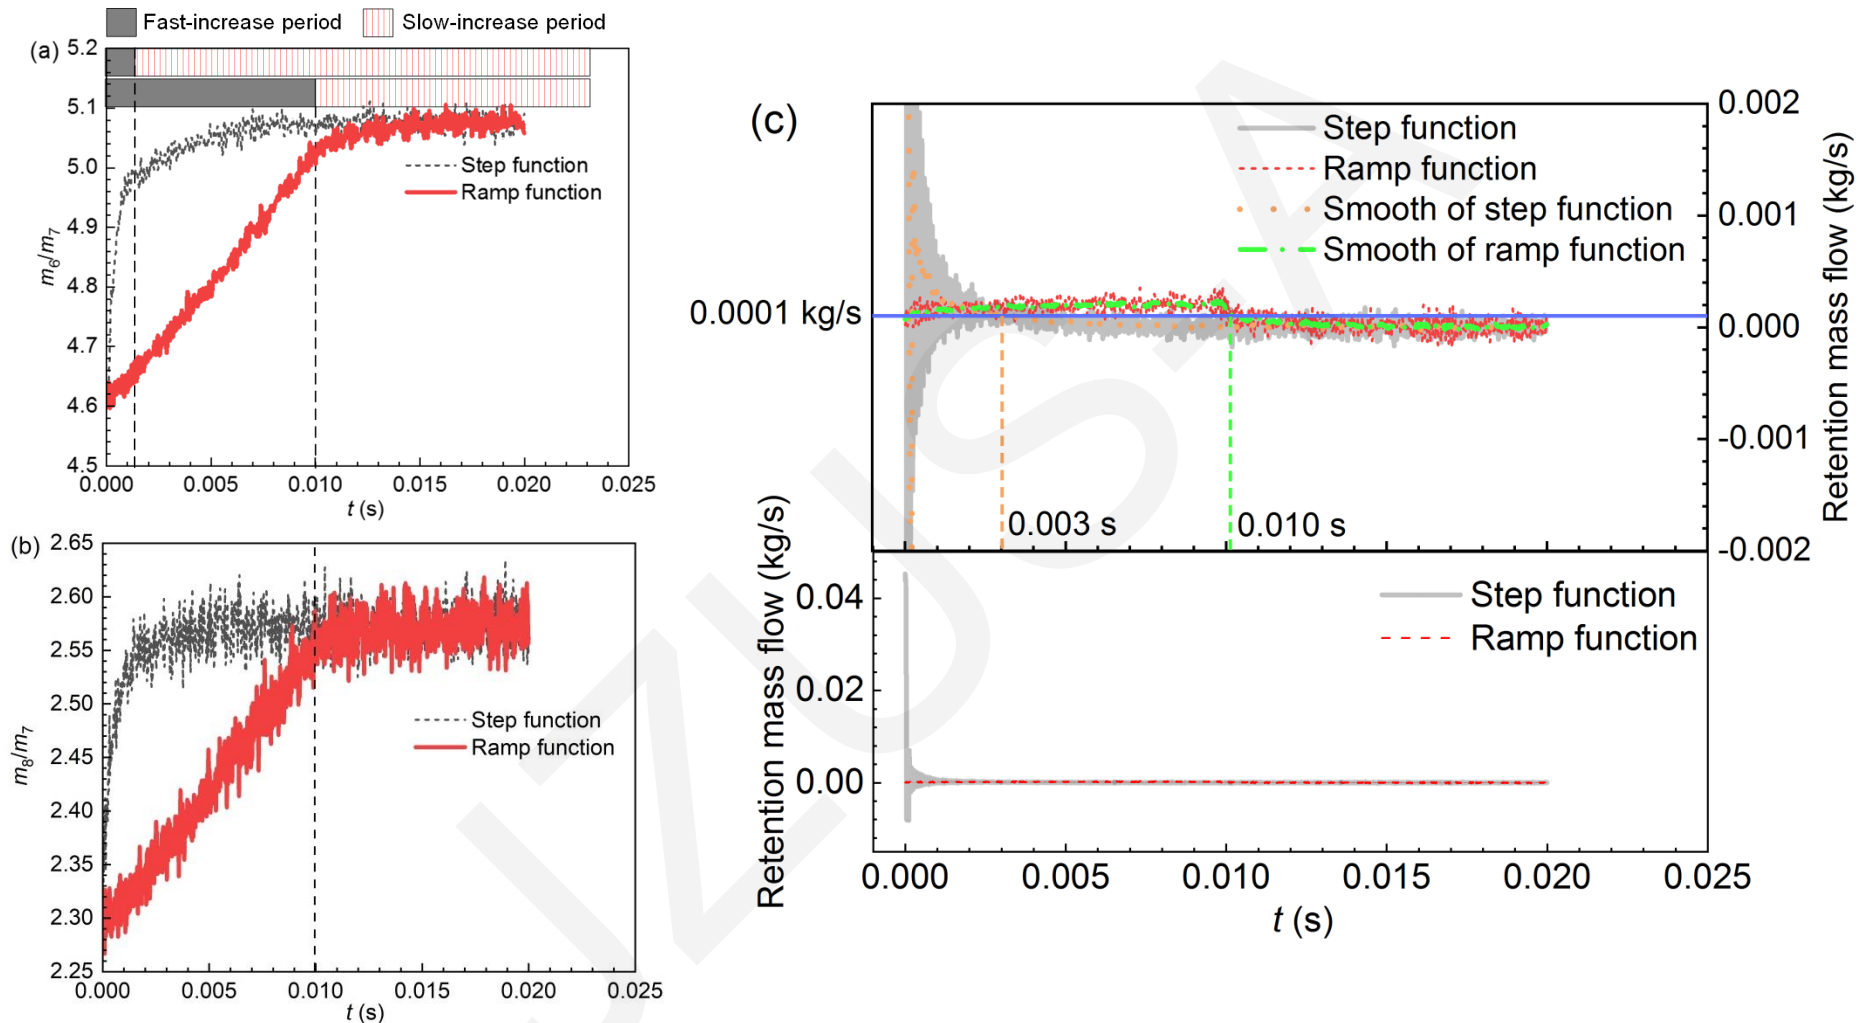 Fast-increase period
Slow-increase period
(a)
5.2
5.1
5.0
4.9
4.8
4.7
4.6
4.5
m6/m7
Step function
Ramp function
0.000
0.005
0.010
0.015
0.020
0.025
t (s)
(b)
2.65
2.60
2.55
2.50
2.45
2.40
2.35
2.30
2.25
m8/m7
Step function
Ramp function
0.000
0.005
0.010
0.015
0.020
0.025
t (s)
(c)
Step function
Ramp function
Smooth of step function
Smooth of ramp function
0.0001 kg/s
0.003 s
0.010 s
0.002
0.001
0.000
-0.001
-0.002
Retention mass flow (kg/s)
Step function
Ramp function
0.04
0.02
0.00
Retention mass flow (kg/s)
0.000
0.005
0.010
0.015
0.020
0.025
t (s)
JZUS-A